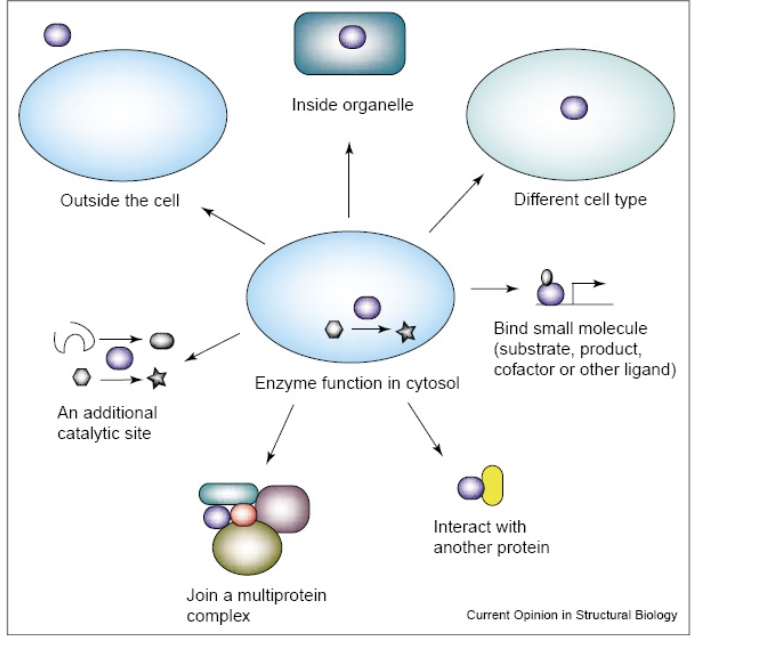 Inside organelle
Outside the cell
Different cell type
Bind small molecule
(substrate, product,
cofactor or other ligand)
Enzyme function in cytosol
An additional
catalytic site
Interact with
another protein
Join a multiprotein
complex
Current Opinion in Structural Biology